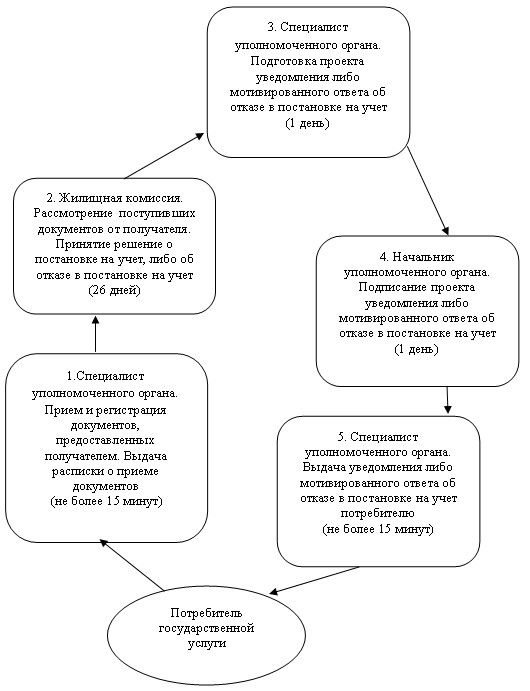 3. Специалист
уполномоченного органа.
Подготовка проекта
уведомления либо
мотивированного ответа об
отказе в постановке на учет
(1 день)
2. Жилищная комиссия.
Рассмотрение поступивших
документов от получателя.
Принятие решение о
постановке на учет, либо об
отказе в постановке на учет
(26 дней)
4. Начальник
уполномоченного органа.
Подписание проекта
уведомления либо
мотивированного ответа об
отказе в постановке на учет
(1 день)
1.Специалист
уполномоченного органа.
Прием и регистрация
документов,
предоставленных
получателем. Выдача
расписки о приеме
документов
(не более 15 минут)
5. Специалист
уполномоченного органа.
Выдача уведомления либо
мотивированного ответа об
отказе в постановке на учет
потребителю
(не более 15 минут)
Потребитель
государственной
услуги